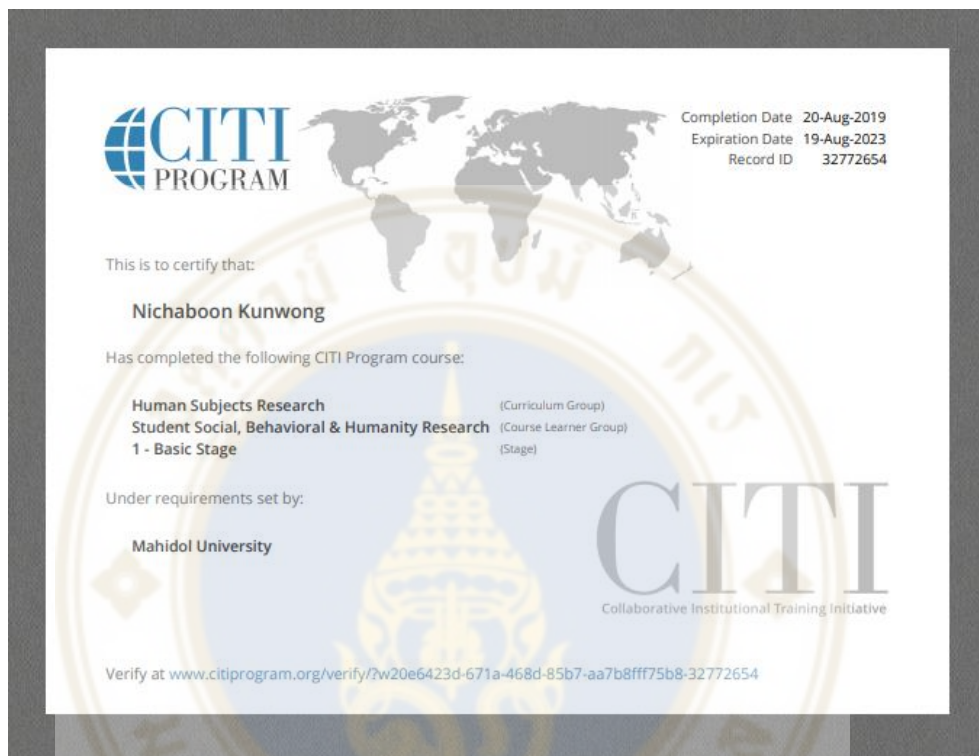 CITI
PROGRAM
Completion Date 20-Aug-2019
Expiration Date 19-Aug-2023
Record ID 32772654
This is to certify that:
Nichaboon Kunwong
Has completed the following CITI Program course:
Human Subjects Research (Curriculum Group)
Student Social, Behavioral & Humanity Research (Course Learner Group)
1 - Basic Stage (Stage)
Under requirements set by:
Mahidol University
CITI
Collaborative Institutional Training Initiative
Verify at www.citiprogram.org/verify/?w20e6423d-671a-468d-85b7-aa7b8fff75b8-32772654